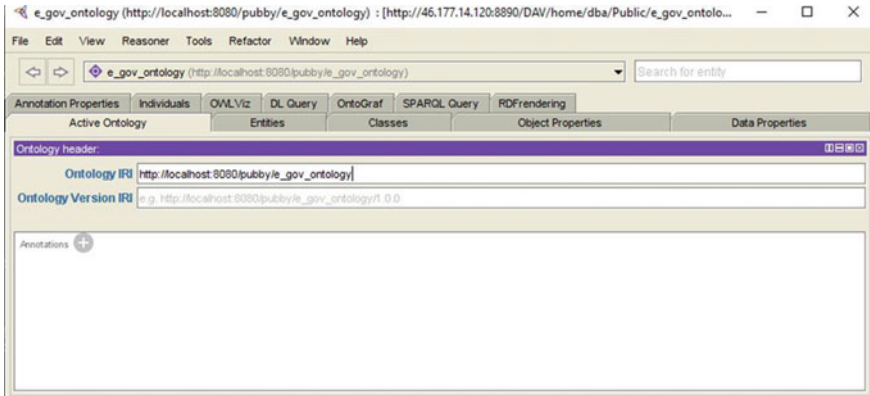 e_gov_ontology (http://localhost:8080/pubby/e_gov_ontology) : [http://46.177.14.120:8890/DAV/home/dba/Public/e_gov_ontolo...
File Edit View Reasoner Tools Refactor Window Help
e_gov_ontology (http://localhost:8080/pubby/e_gov_ontology) Search for entity
Annotation Properties Individuals OWLViz DL Query OntoGraf SPARQL Query RDFrendering
Active Ontology Entities Classes Object Properties Data Properties
Ontology header:
Ontology IRI http://localhost:8080/pubby/e_gov_ontology
Ontology Version IRI e.g. http://localhost:8080/pubby/e_gov_ontology/1.0.0
Annotations